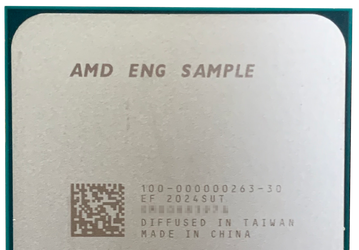 AMD ENG SAMPLE
100-000000263-30
EF 2024SUT
DIFFUSED IN TAIWAN
MADE IN CHINA